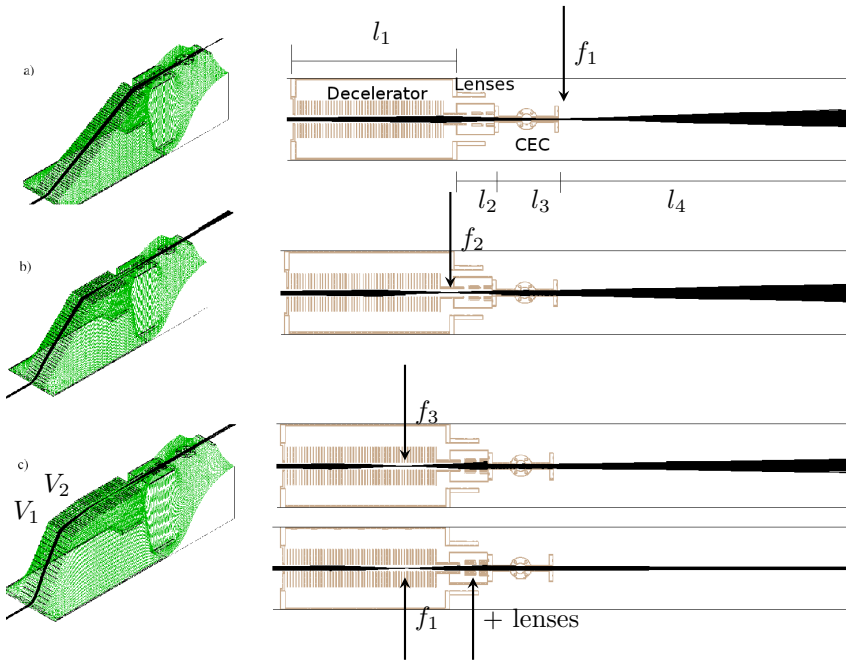 a)
l₁
f₁
Decelerator
Lenses
CEC
l₂
l₃
l₄
b)
f₂
c)
V₁
V₂
f₃
f₁
+ lenses